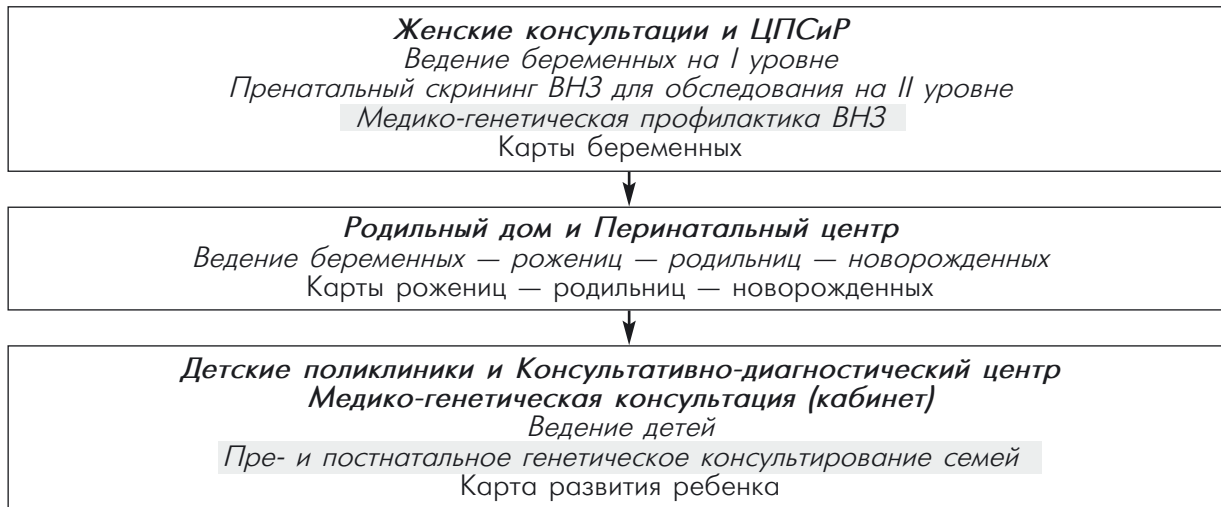 Женские консультации и ЦПСиР
Ведение беременных на I уровне
Пренатальный скрининг ВНЗ для обследования на II уровне
Медико-генетическая профилактика ВНЗ
Карты беременных
Родильный дом и Перинатальный центр
Ведение беременных — рожениц — родильниц — новорожденных
Карты рожениц — родильниц — новорожденных
Детские поликлиники и Консультативно-диагностический центр
Медико-генетическая консультация (кабинет)
Ведение детей
Пре- и постнатальное генетическое консультирование семей
Карта развития ребенка